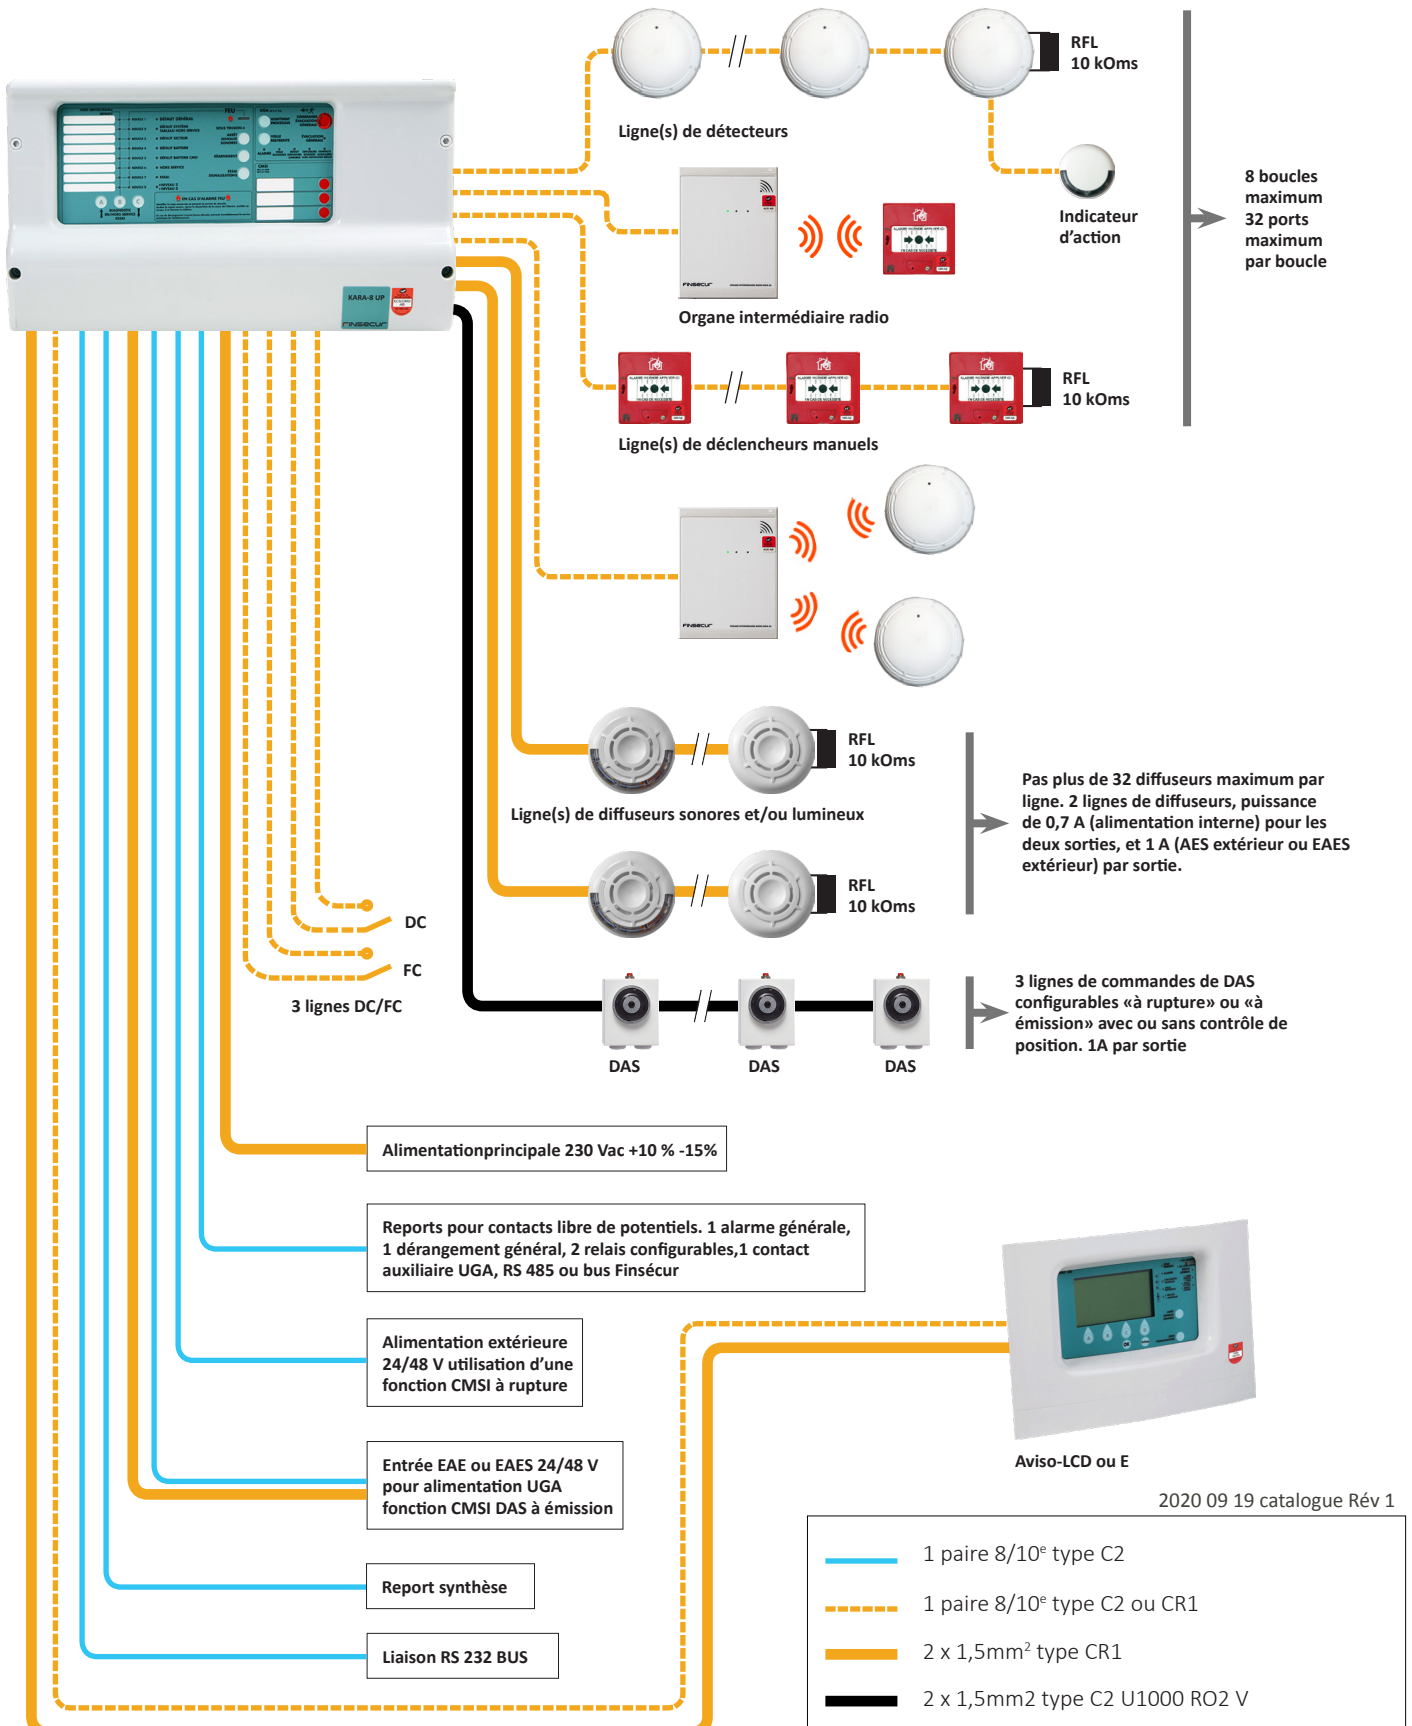 FEU
DÉFAUT GÉNÉRAL
KARA-8 UP
FINSECUR
RFL
10 kOms
Ligne(s) de détecteurs
Indicateur
d’action
8 boucles
maximum
32 ports
maximum
par boucle
FINSECUR
Organe intermédiaire radio
RFL
10 kOms
Ligne(s) de déclencheurs manuels
FINSECUR
RFL
10 kOms
Ligne(s) de diffuseurs sonores et/ou lumineux
Pas plus de 32 diffuseurs maximum par
ligne. 2 lignes de diffuseurs, puissance
de 0,7 A (alimentation interne) pour les
deux sorties, et 1 A (AES extérieur ou EAES
extérieur) par sortie.
RFL
10 kOms
DC
FC
3 lignes DC/FC
3 lignes de commandes de DAS
configurables «à rupture» ou «à
émission» avec ou sans contrôle de
position. 1A par sortie
DAS
DAS
DAS
Alimentationprincipale 230 Vac +10 % -15%
Reports pour contacts libre de potentiels. 1 alarme générale,
1 dérangement général, 2 relais configurables,1 contact
auxiliaire UGA, RS 485 ou bus Finsécur
Alimentation extérieure
24/48 V utilisation d’une
fonction CMSI à rupture
Entrée EAE ou EAES 24/48 V
pour alimentation UGA
fonction CMSI DAS à émission
Report synthèse
Liaison RS 232 BUS
Aviso-LCD ou E
2020 09 19 catalogue Rév 1
1 paire 8/10e type C2
1 paire 8/10e type C2 ou CR1
2 x 1,5mm2 type CR1
2 x 1,5mm2 type C2 U1000 RO2 V